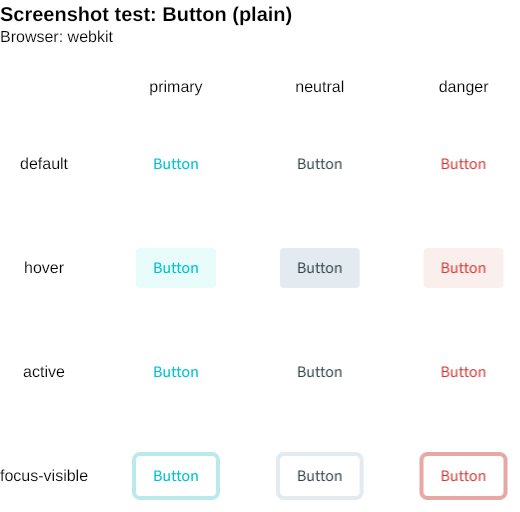 Screenshot test: Button (plain)
Browser: webkit
primary neutral danger
default Button Button Button
hover Button Button Button
active Button Button Button
focus-visible Button Button Button